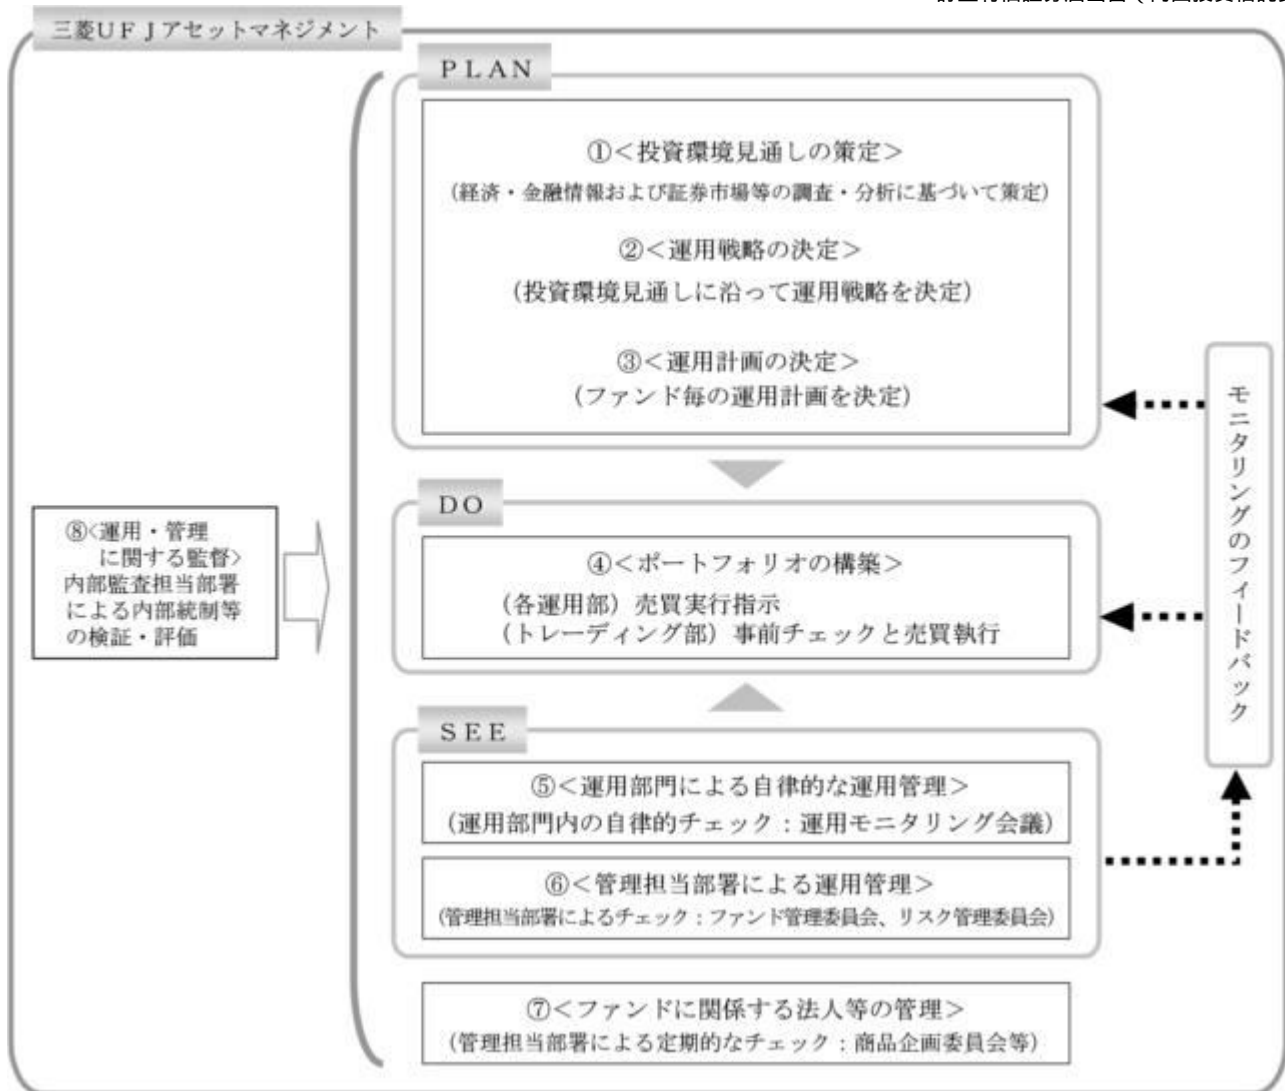 三菱UFJアセットマネジメント
PLAN
①<投資環境見通しの策定>
(経済・金融情報および証券市場等の調査・分析に基づいて策定)
②<運用戦略の決定>
(投資環境見通しに沿って運用戦略を決定)
③<運用計画の決定>
(ファンド毎の運用計画を決定)
DO
④<ポートフォリオの構築>
(各運用部)売買実行指示
(トレーディング部)事前チェックと売買執行
SEE
⑤<運用部門による自律的な運用管理>
(運用部門内の自律的チェック:運用モニタリング会議)
⑥<管理担当部署による運用管理>
(管理担当部署によるチェック:ファンド管理委員会、リスク管理委員会)
⑦<ファンドに関係する法人等の管理>
(管理担当部署による定期的なチェック:商品企画委員会等)
⑧<運用・管理
に関する監督>
内部監査担当部署
による内部統制等
の検証・評価
モニタリングのフィードバック